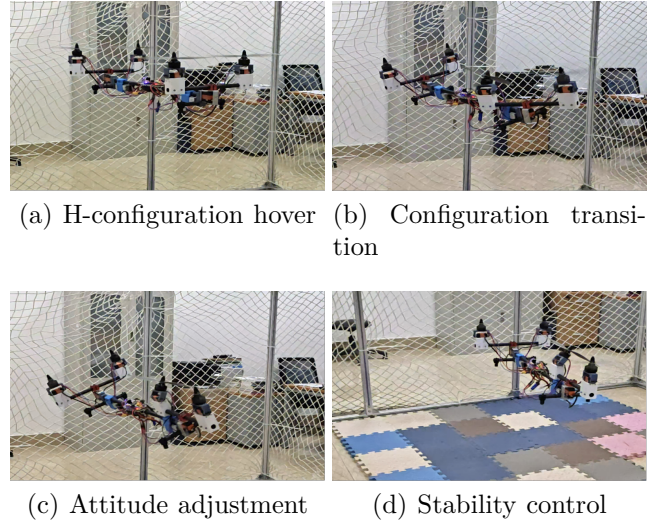 (a) H-configuration hover
(b) Configuration transi-
tion
(c) Attitude adjustment
(d) Stability control